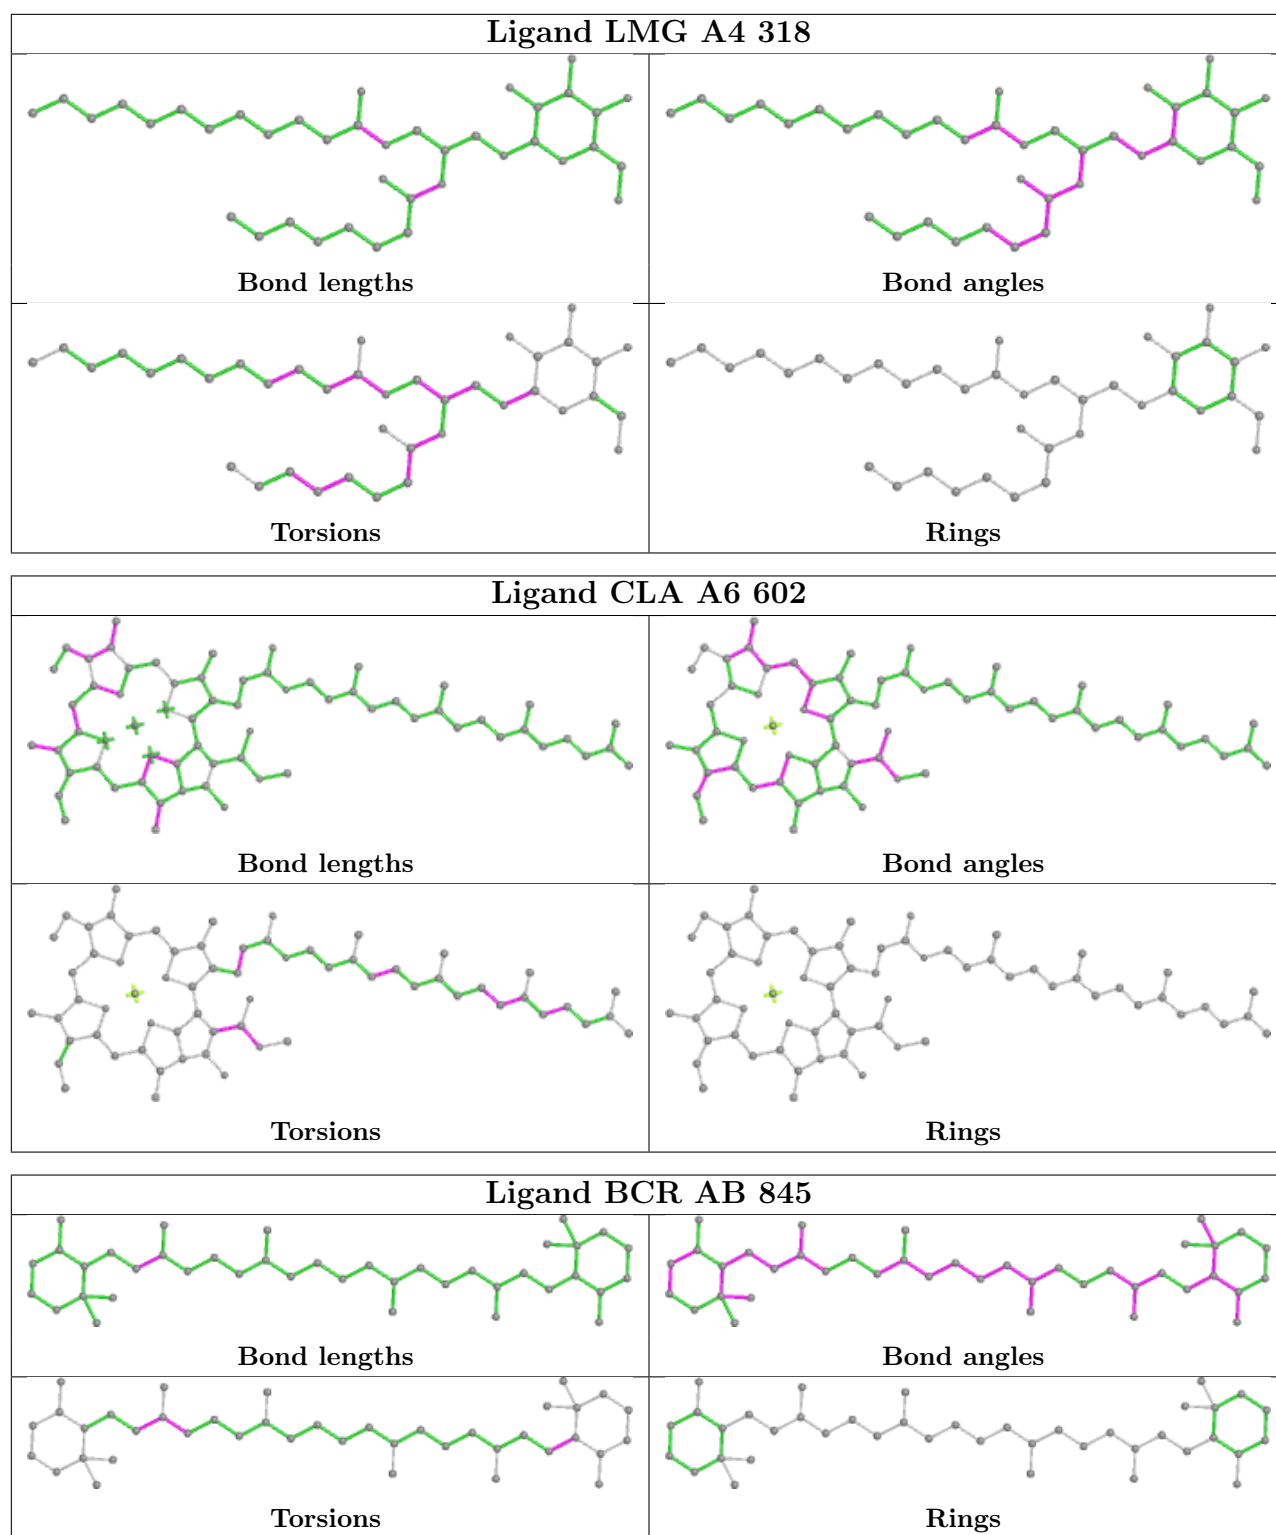 Ligand LMG A4 318
Bond lengths
Bond angles
Torsions
Rings
Ligand CLA A6 602
Bond lengths
Bond angles
Torsions
Rings
Ligand BCR AB 845
Bond lengths
Bond angles
Torsions
Rings